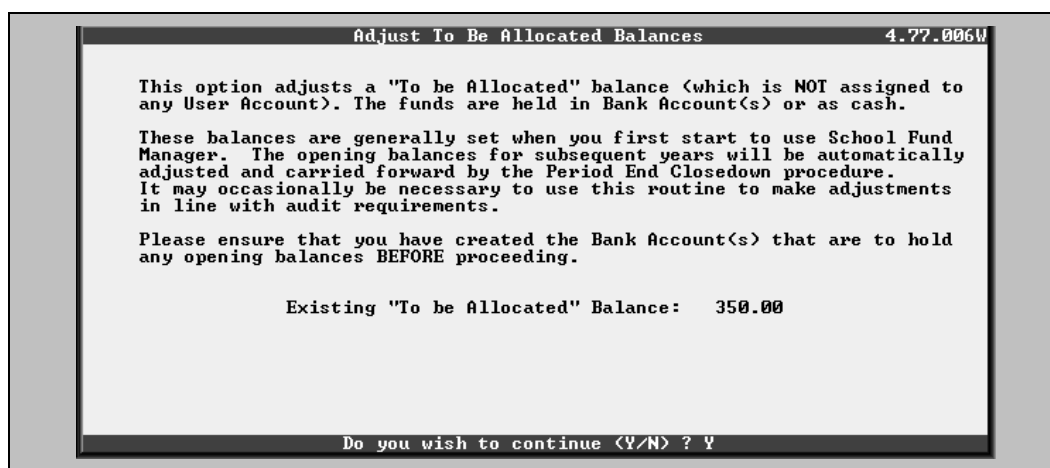 Adjust To Be Allocated Balances 4.77.006W
This option adjusts a "To be Allocated" balance (which is NOT assigned to
any User Account). The funds are held in Bank Account(s) or as cash.
These balances are generally set when you first start to use School Fund
Manager.  The opening balances for subsequent years will be automatically
adjusted and carried forward by the Period End Closedown procedure.
It may occasionally be necessary to use this routine to make adjustments
in line with audit requirements.
Please ensure that you have created the Bank Account(s) that are to hold
any opening balances BEFORE proceeding.
Existing "To be Allocated" Balance:   350.00
Do you wish to continue (Y/N) ? Y